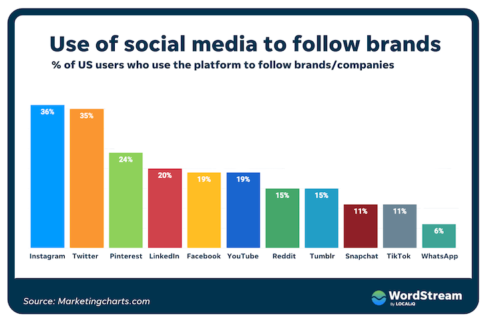 Use of social media to follow brands
% of US users who use the platform to follow brands/companies
36%
35%
24%
20%
19%
19%
15%
15%
11%
11%
6%
Instagram Twitter Pinterest LinkedIn Facebook YouTube Reddit Tumblr Snapchat TikTok WhatsApp
Source: Marketingcharts.com
WordStream
by LOCALiQ